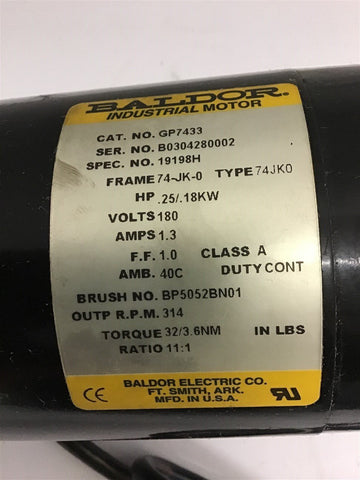 BALDOR.
INDUSTRIAL MOTOR
CAT. NO. GP7433
SER. NO. B0304280002
SPEC. NO. 19198H
FRAME 74-JK-0 TYPE 74JK0
HP .25/.18KW
VOLTS 180
AMPS 1.3
F.F. 1.0 CLASS A
AMB. 40C DUTY CONT
BRUSH NO. BP5052BN01
OUTP R.P.M. 314
TORQUE 32/3.6NM IN LBS
RATIO 11:1
BALDOR ELECTRIC CO.
FT. SMITH, ARK.
MFD. IN U.S.A.
CE
RU